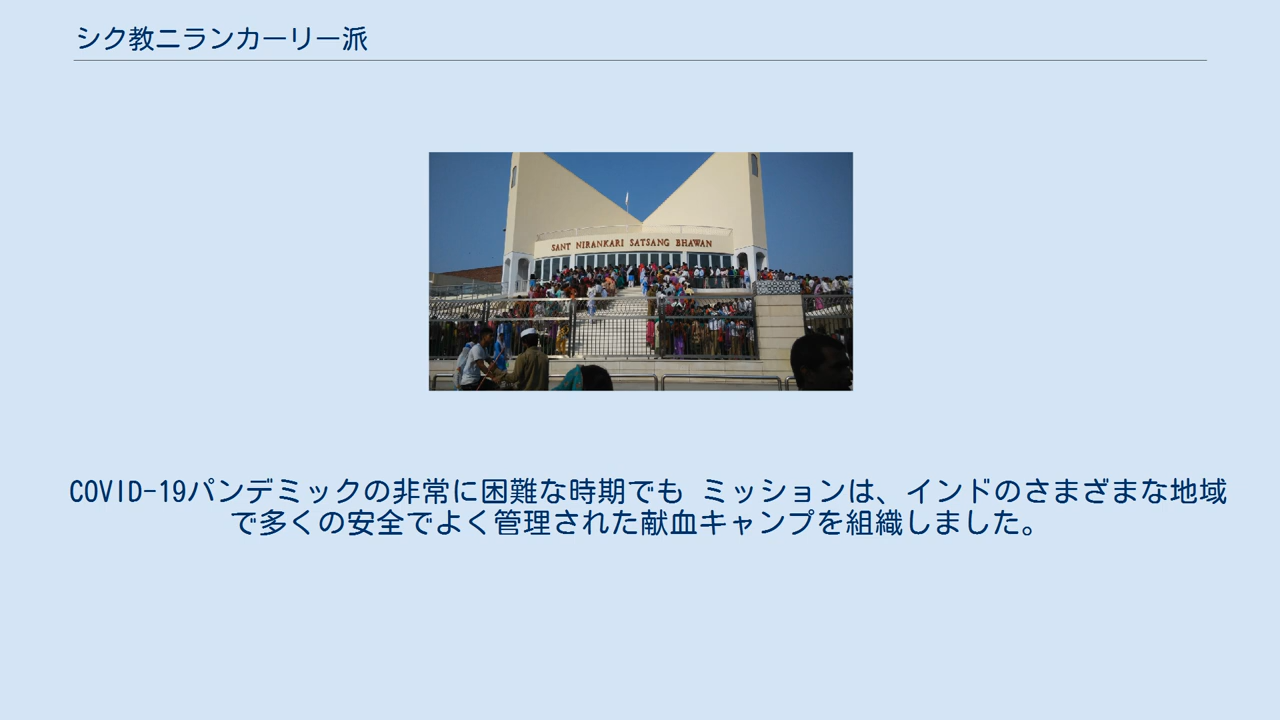 シク教ニランカーリー派
SANT NIRANKARI SATSANG BHAWAN
COVID-19パンデミックの非常に困難な時期でも ミッションは、インドのさまざまな地域
で多くの安全でよく管理された献血キャンプを組織しました。